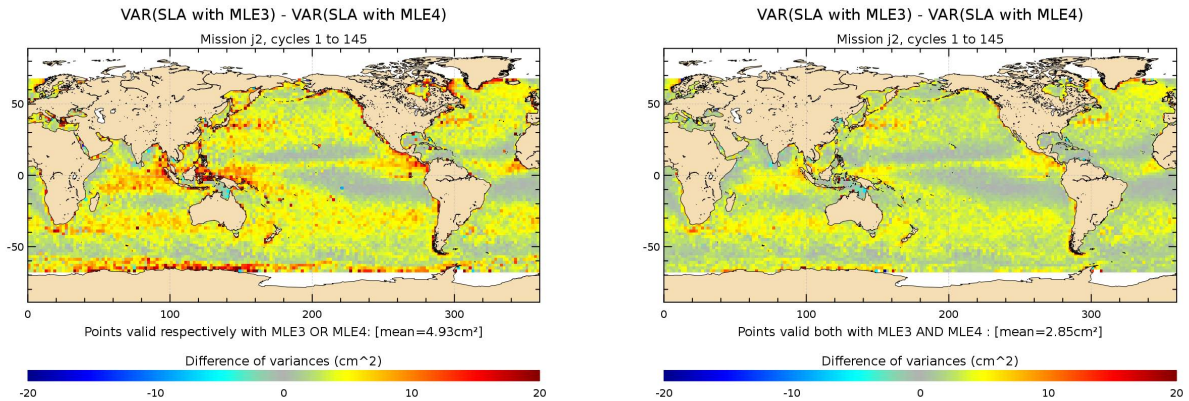 VAR(SLA with MLE3) - VAR(SLA with MLE4)
Mission j2, cycles 1 to 145
50
0
-50
0 100 200 300
Points valid respectively with MLE3 OR MLE4: [mean=4.93cm²]
Difference of variances (cm^2)
-20 -10 0 10 20
VAR(SLA with MLE3) - VAR(SLA with MLE4)
Mission j2, cycles 1 to 145
50
0
-50
0 100 200 300
Points valid both with MLE3 AND MLE4 : [mean=2.85cm²]
Difference of variances (cm^2)
-20 -10 0 10 20